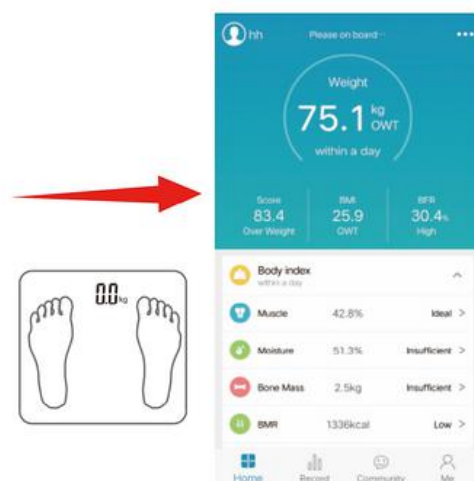 hh
Please on board···
Weight
75.1 kg
OWT
within a day
Score
BMI
BFR
83.4
25.9
30.4%
Over Weight
OWT
High
Body index
within a day
Muscle 42.8% Ideal >
Moisture 51.3% Insufficient >
Bone Mass 2.5kg Insufficient >
BMR 1336kcal Low >
Home
Record
Community
Me
0.0 kg